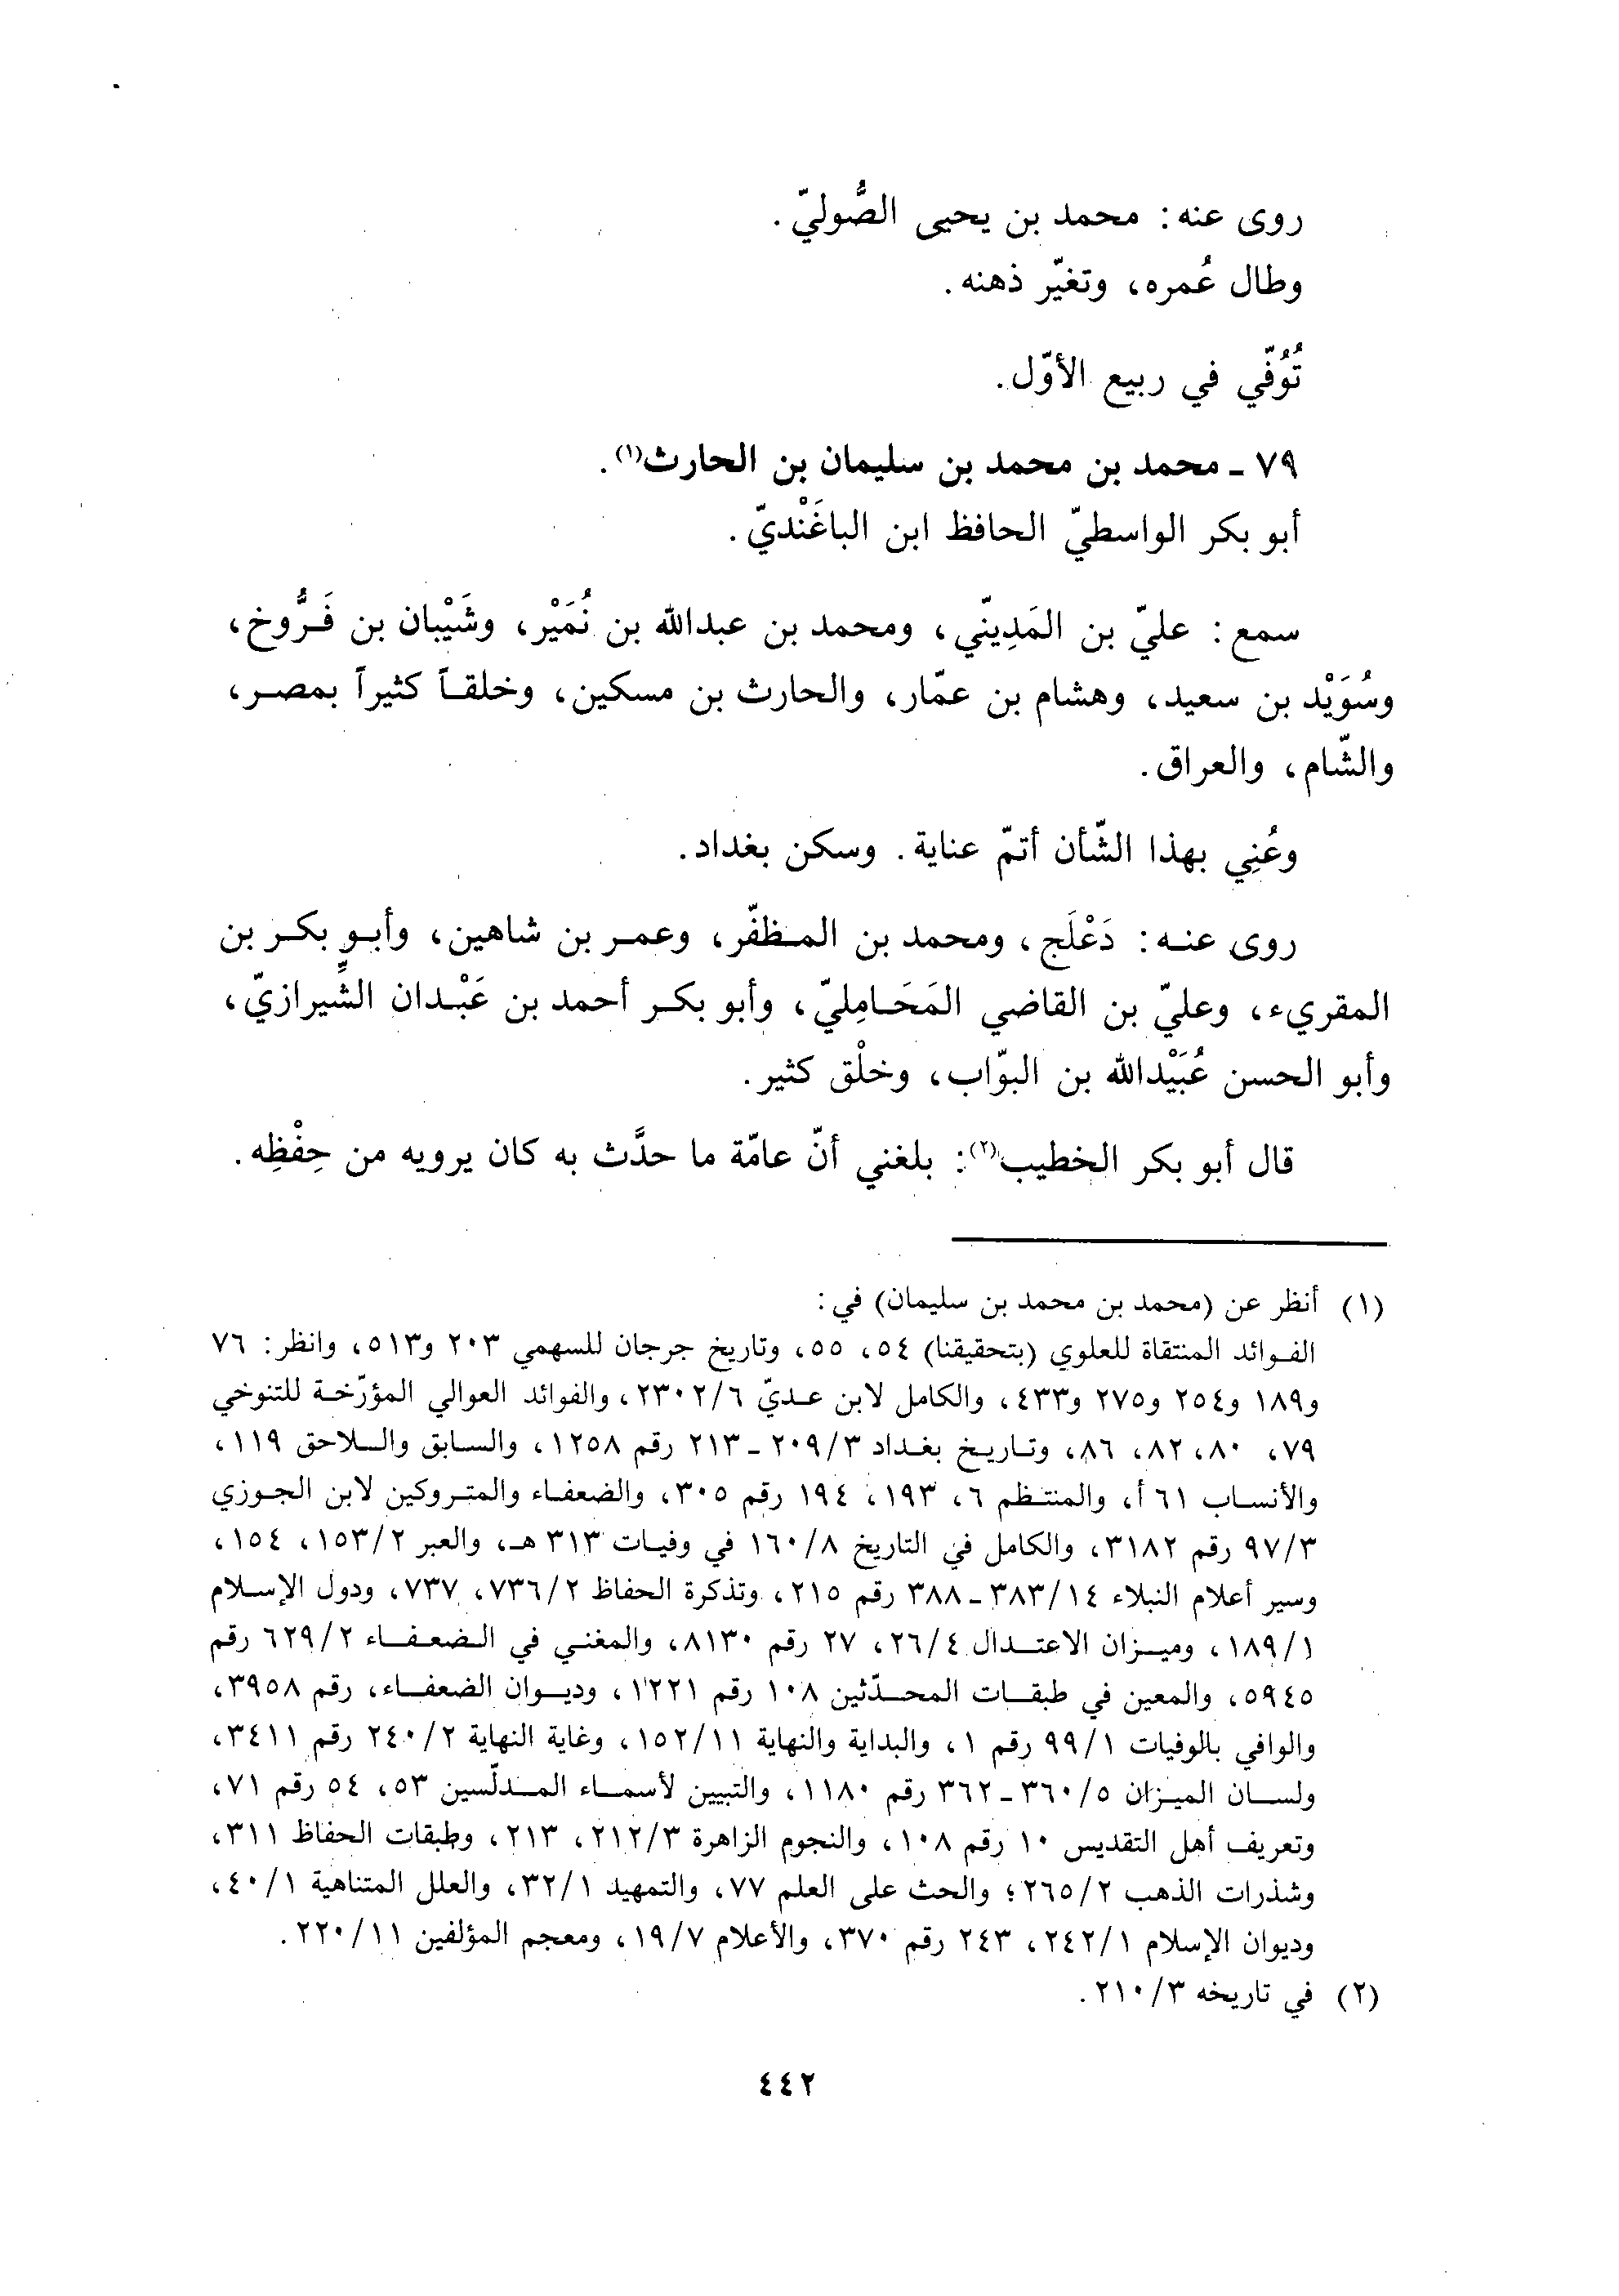 روى عنه: محمد بن يحيى الصُّوليّ.
وطال عُمره، وتغيّر ذهنه.
تُوُفّي في ربيع الأوّل.
٧٩ ـ محمد بن محمد بن سليمان بن الحارث(١).
أبو بكر الواسطيّ الحافظ ابن الباغَنْديّ.
سمع: عليّ بن المَدِينّي، ومحمد بن عبدالله بن نُمَيْر، وشَيْبان بن فَرُّوخ،
وسُوَيْد بن سعيد، وهشام بن عمّار، والحارث بن مسكين، وخلقاً كثيراً بمصر،
والشّام، والعراق.
وعُنِي بهذا الشّأن أتمّ عناية. وسكن بغداد.
روى عنه: دَعْلَج، ومحمد بن المظفّر، وعمر بن شاهين، وأبو بكر بن
المقريء، وعليّ بن القاضي المَحَامِليّ، وأبو بكر أحمد بن عَبْدان الشِّيرازيّ،
وأبو الحسن عُبَيْدالله بن البوّاب، وخلْق كثير.
قال أبو بكر الخطيب(٢): بلغني أنّ عامّة ما حدَّث به كان يرويه من حِفْظِه.
(١) أنظر عن (محمد بن محمد بن سليمان) في:
الفوائد المنتقاة للعلوي (بتحقيقنا) ٥٤، ٥٥، وتاريخ جرجان للسهمي ٢٠٣ و٥١٣، وانظر: ٧٦
و١٨٩ و٢٥٤ و٢٧٥ و٤٣٣، والكامل لابن عديّ ٢٣٠٢/٦، والفوائد العوالي المؤرّخة للتنوخي
٧٩، ٨٠، ٨٢، ٨٦، وتاريخ بغداد ٢٠٩/٣ ـ ٢١٣ رقم ١٢٥٨، والسابق واللاحق ١١٩،
والأنساب ٦١ أ، والمنتظم ٦، ١٩٣، ١٩٤ رقم ٣٠٥، والضعفاء والمتروكين لابن الجوزي
٩٧/٣ رقم ٣١٨٢، والكامل في التاريخ ١٦٠/٨ في وفيات ٣١٣ هـ، والعبر ١٥٣/٢، ١٥٤،
وسير أعلام النبلاء ٣٨٣/١٤ ـ ٣٨٨ رقم ٢١٥، وتذكرة الحفاظ ٧٣٦/٢، ٧٣٧، ودول الإسلام
١٨٩/١، وميزان الاعتدال ٢٦/٤، ٢٧ رقم ٨١٣٠، والمغني في الضعفاء ٦٢٩/٢ رقم
٥٩٤٥، والمعين في طبقات المحدّثين ١٠٨ رقم ١٢٢١، وديوان الضعفاء، رقم ٣٩٥٨،
والوافي بالوفيات ٩٩/١ رقم ١، والبداية والنهاية ١٥٢/١١، وغاية النهاية ٢٤٠/٢ رقم ٣٤١١،
ولسان الميزان ٣٦٠/٥ ـ ٣٦٢ رقم ١١٨٠، والتبيين لأسماء المدلّسين ٥٣، ٥٤ رقم ٧١،
وتعريف أهل التقديس ١٠ رقم ١٠٨، والنجوم الزاهرة ٢١٢/٣، ٢١٣، وطبقات الحفاظ ٣١١،
وشذرات الذهب ٢٦٥/٢؛ والحث على العلم ٧٧، والتمهيد ٣٢/١، والعلل المتناهية ٤٠/١،
وديوان الإسلام ٢٤٢/١، ٢٤٣ رقم ٣٧٠، والأعلام ١٩/٧، ومعجم المؤلفين ٢٢٠/١١.
(٢) في تاريخه ٢١٠/٣.
٤٤٢